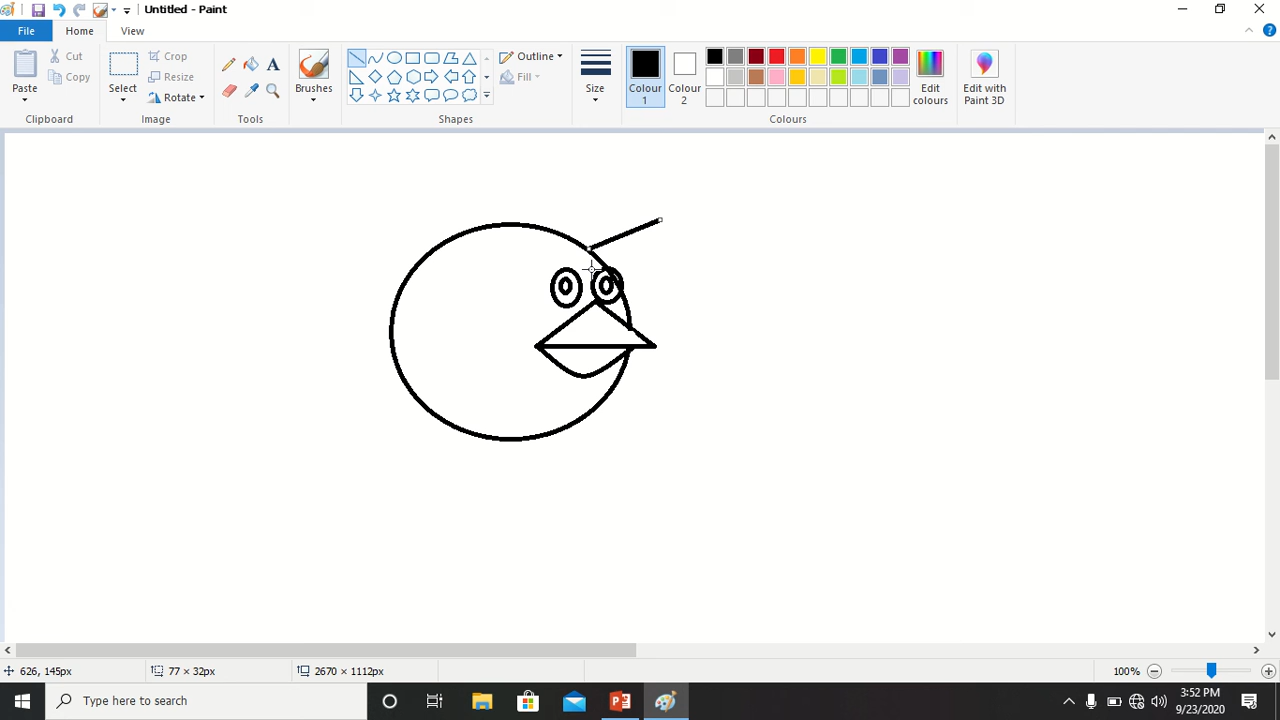 Untitled - Paint
File Home View
Paste Cut Copy Clipboard
Select Crop Resize Rotate Image
A Tools
Brushes
Outline Fill Shapes
Size
Colour 1 Colour 2 Edit colours Colours
Edit with Paint 3D
626, 145px 77 × 32px 2670 × 1112px 100%
Type here to search
3:52 PM
9/23/2020